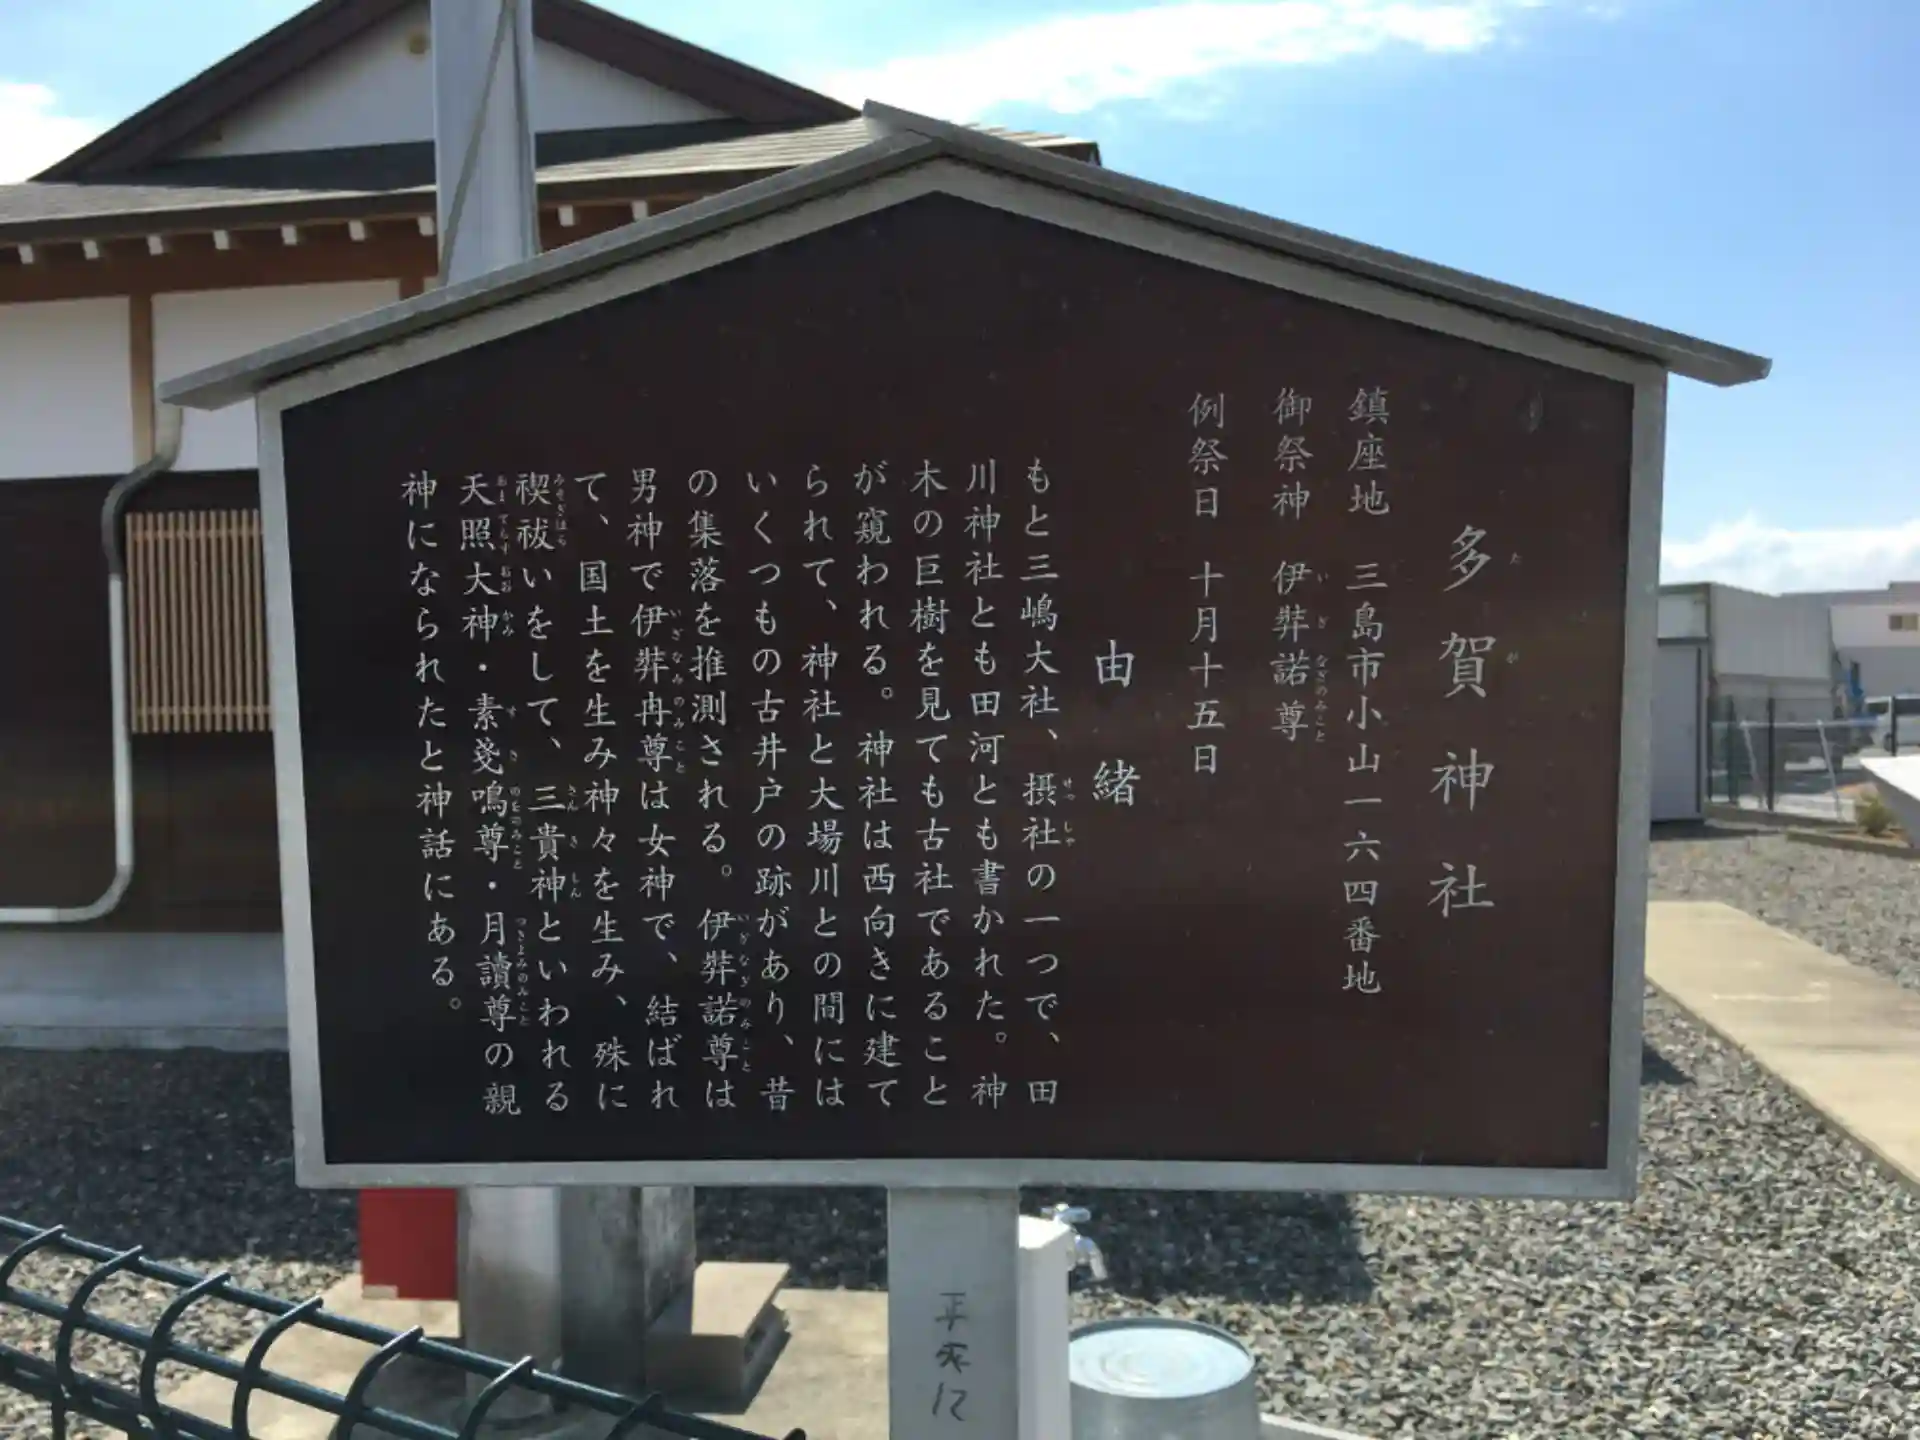 多賀神社
鎮座地　三島市小山一六四番地
御祭神　伊弉諾尊
例祭日　十月十五日
由緒
もと三嶋大社、摂社の一つで、田
川神社とも田河とも書かれた。神
木の巨樹を見ても古社であること
が窺われる。神社は西向きに建て
られて、神社と大場川との間には
いくつもの古井戸の跡があり、昔
の集落を推測される。伊弉諾尊は
男神で伊弉冉尊は女神で、結ばれ
て、国土を生み神々を生み、殊に
禊祓いをして、三貴神といわれる
天照大神・素戔鳴尊・月讀尊の親
神になられたと神話にある。
平成